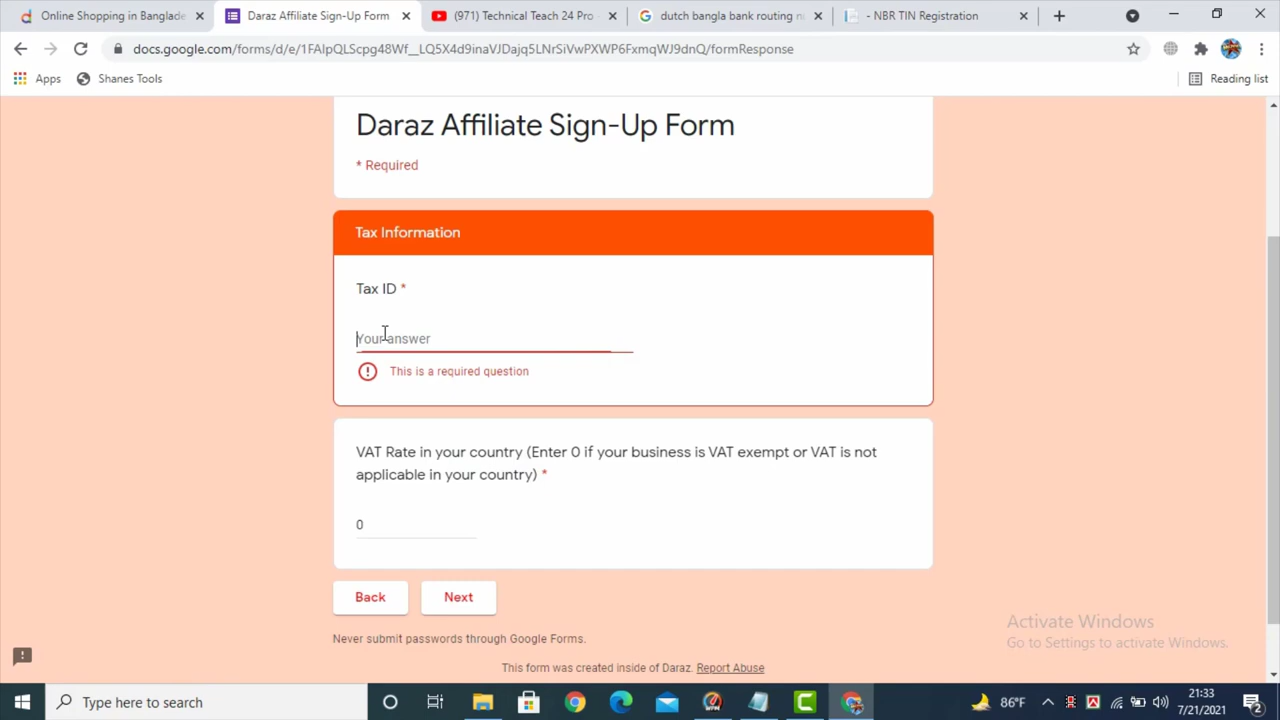 Online Shopping in Banglade
Daraz Affiliate Sign-Up Form
(971) Technical Teach 24 Pro -
dutch bangla bank routing n
- NBR TIN Registration
docs.google.com/forms/d/e/1FAIpQLScpg48Wf__LQ5X4d9inaVJDajq5LNrSiVwPXWP6FxmqWJ9dnQ/formResponse
Apps
Shanes Tools
Reading list
Daraz Affiliate Sign-Up Form
* Required
Tax Information
Tax ID *
Your answer
This is a required question
VAT Rate in your country (Enter 0 if your business is VAT exempt or VAT is not
applicable in your country) *
0
Back
Next
Never submit passwords through Google Forms.
This form was created inside of Daraz. Report Abuse
Activate Windows
Go to Settings to activate Windows.
Type here to search
86°F
21:33
7/21/2021
2